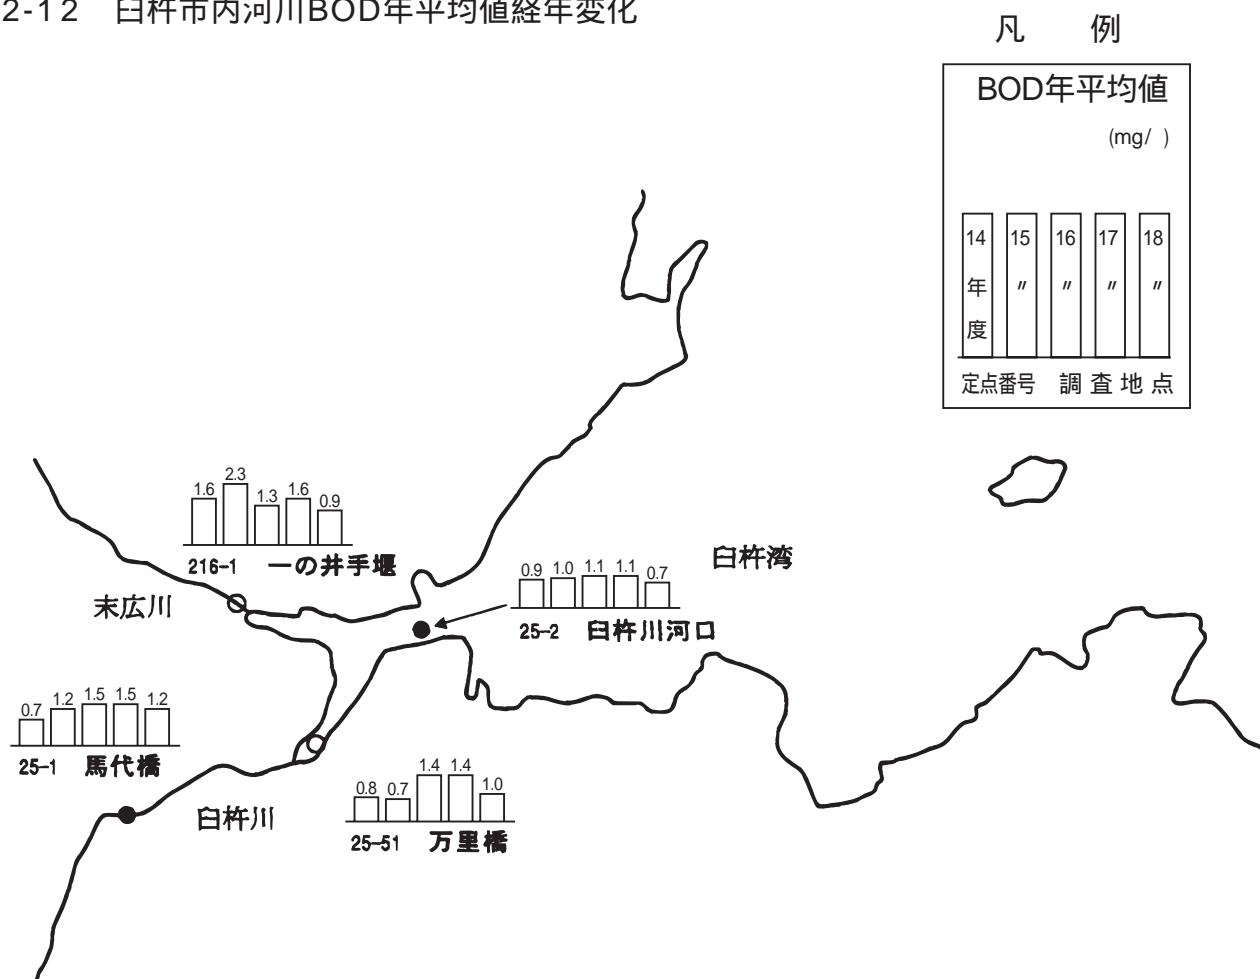 2-12 臼杵市内河川BOD年平均値経年変化
凡 例
BOD年平均値
(mg/ )
14 15 16 17 18
年 〃 〃 〃 〃
度
定点番号 調査地点
1.6 2.3 1.3 1.6 0.9
216-1 一の井手堰
末広川
臼杵湾
0.9 1.0 1.1 1.1 0.7
25-2 臼杵川河口
0.7 1.2 1.5 1.5 1.2
25-1 馬代橋
臼杵川
0.8 0.7 1.4 1.4 1.0
25-51 万里橋